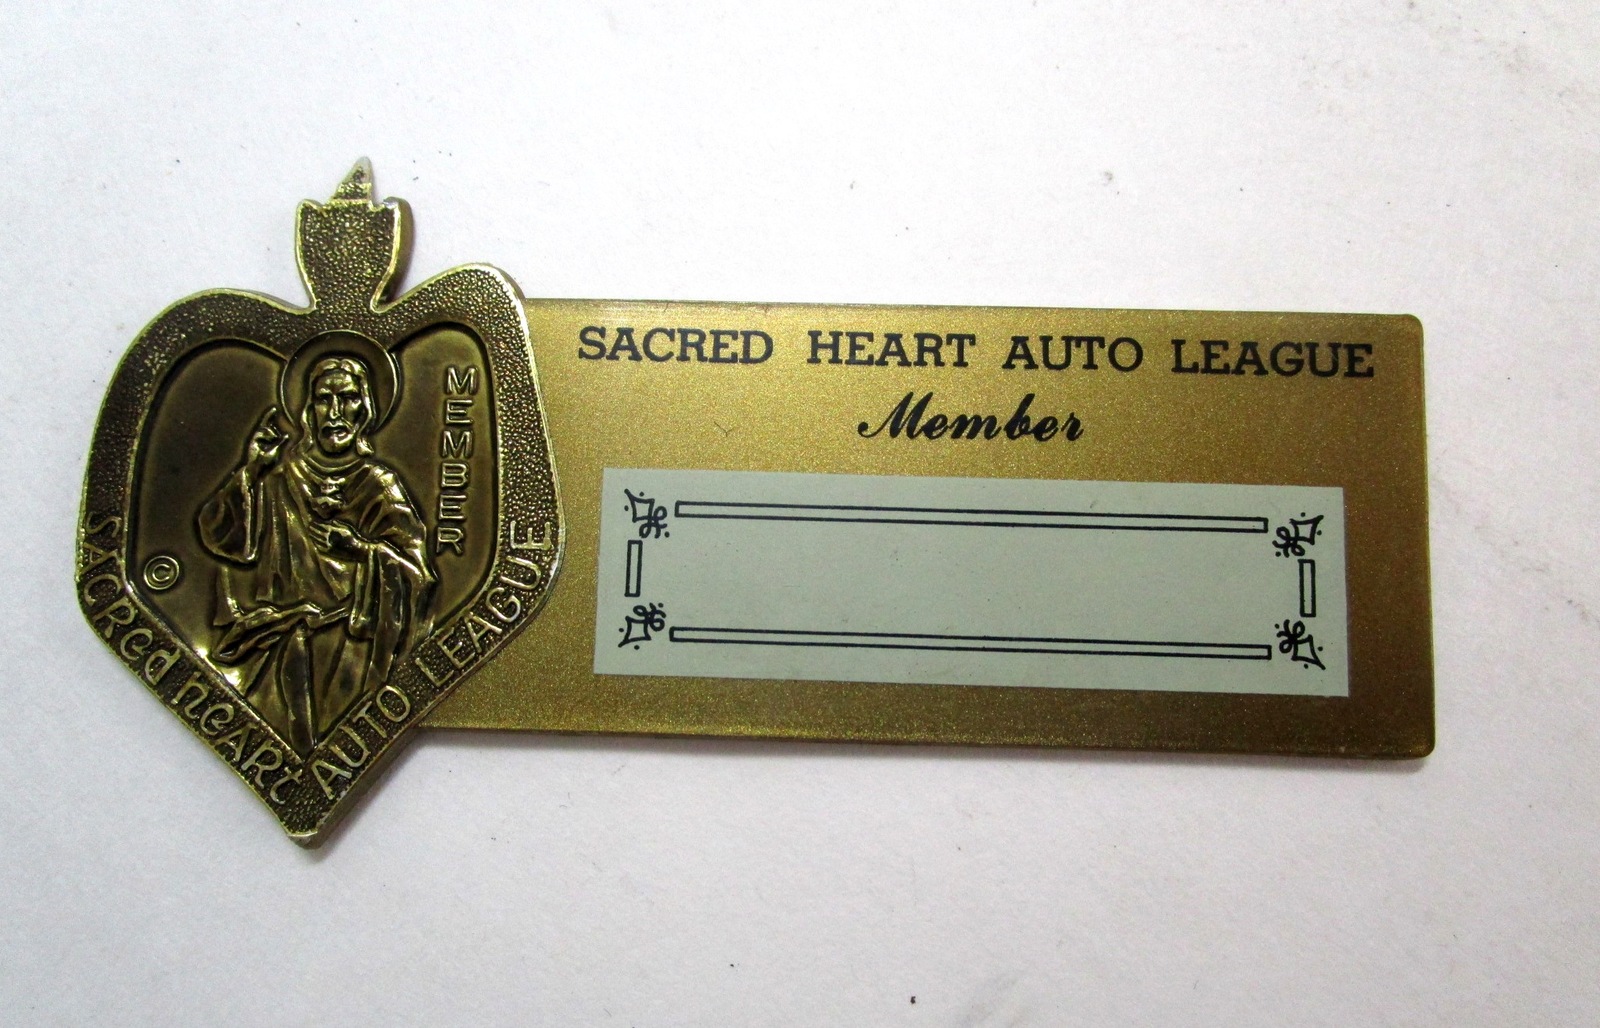 MEMBER
©
SACRed heARt AUTO LEAGUE
SACRED HEART AUTO LEAGUE
Member